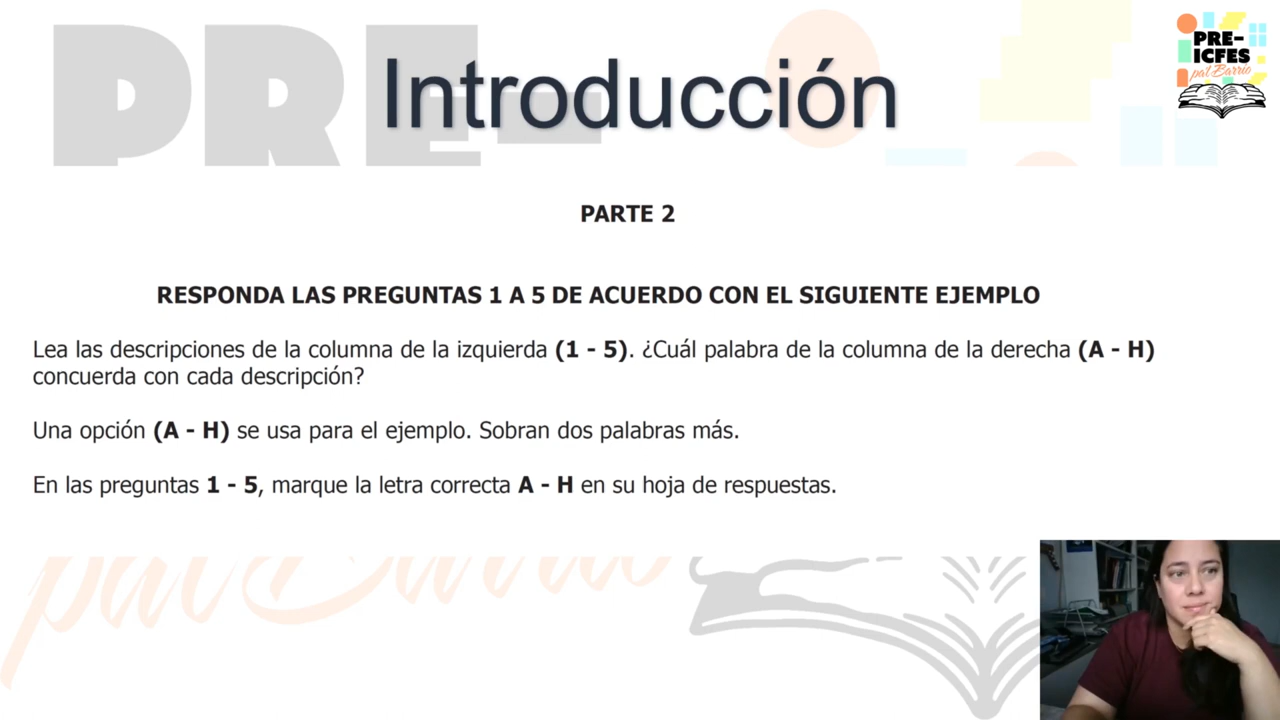 PRE-
Introducción
PRE-
ICFES
pal Barrio
PARTE 2
RESPONDA LAS PREGUNTAS 1 A 5 DE ACUERDO CON EL SIGUIENTE EJEMPLO
Lea las descripciones de la columna de la izquierda (1 - 5). ¿Cuál palabra de la columna de la derecha (A - H)
concuerda con cada descripción?
Una opción (A - H) se usa para el ejemplo. Sobran dos palabras más.
En las preguntas 1 - 5, marque la letra correcta A - H en su hoja de respuestas.
pal Barrio